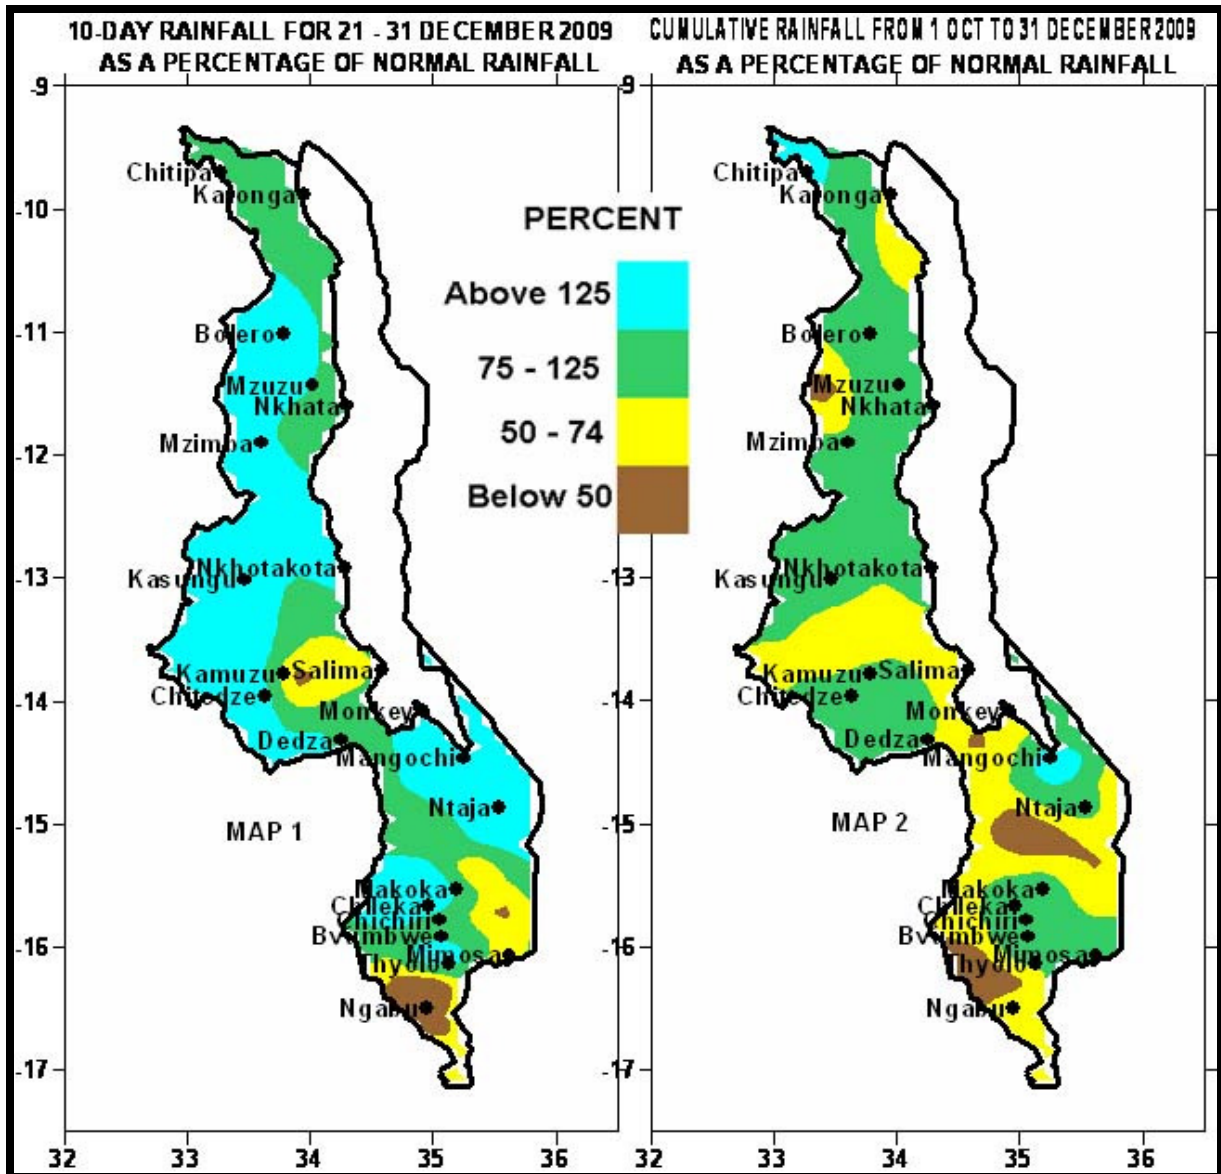 10-DAY RAINFALL FOR 21 - 31 DECEMBER 2009
AS A PERCENTAGE OF NORMAL RAINFALL
CUMULATIVE RAINFALL FROM 1 OCT TO 31 DECEMBER 2009
AS A PERCENTAGE OF NORMAL RAINFALL
-9
-10
-11
-12
-13
-14
-15
-16
-17
32
33
34
35
36
Chitipa
Karonga
Bolero
Mzuzu
Nkhata
Mzimba
Nkhotakota
Kasungu
Salima
Kamuzu
Chitedze
Monkey
Dedza
Mangochi
Ntaja
MAP 1
Makoka
Chileka
Chichiri
Bvumbwe
Mimosa
Thyolo
Ngabu
PERCENT
Above 125
75 - 125
50 - 74
Below 50
-9
-10
-11
-12
-13
-14
-15
-16
-17
32
33
34
35
36
Chitipa
Karonga
Bolero
Mzuzu
Nkhata
Mzimba
Nkhotakota
Kasungu
Salima
Kamuzu
Chitedze
Monkey
Dedza
Mangochi
Ntaja
MAP 2
Makoka
Chileka
Chichiri
Bvumbwe
Mimosa
Thyolo
Ngabu